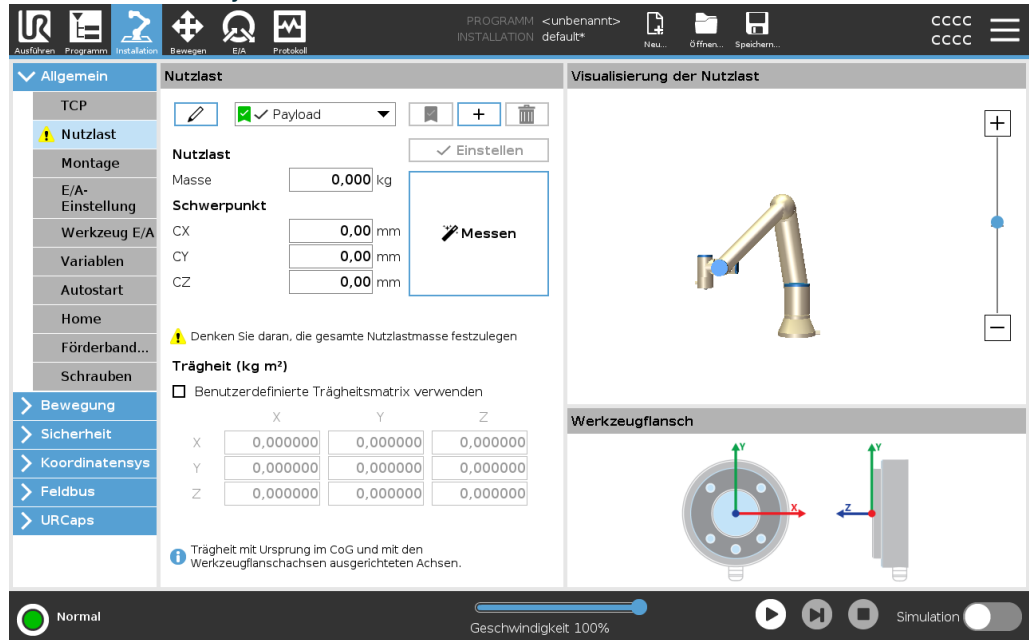 PROGRAMM <unbenannt>
INSTALLATION default*
Ausführen Programm Installation Bewegen E/A Protokoll Neu... Öffnen... Speichern...
CCCC
CCCC
Allgemein
TCP
Nutzlast
Montage
E/A-
Einstellung
Werkzeug E/A
Variablen
Autostart
Home
Förderband...
Schrauben
Bewegung
Sicherheit
Koordinatensys
Feldbus
URCaps
Nutzlast
Payload
Einstellen
Nutzlast
Masse 0,000 kg
Schwerpunkt
CX 0,00 mm
CY 0,00 mm
CZ 0,00 mm
Messen
Denken Sie daran, die gesamte Nutzlastmasse festzulegen
Trägheit (kg m²)
Benutzerdefinierte Trägheitsmatrix verwenden
X Y Z
X 0,000000 0,000000 0,000000
Y 0,000000 0,000000 0,000000
Z 0,000000 0,000000 0,000000
Trägheit mit Ursprung im CoG und mit den
Werkzeugflanschachsen ausgerichteten Achsen.
Visualisierung der Nutzlast
Werkzeugflansch
Y Y
X Z
Normal
Geschwindigkeit 100%
Simulation